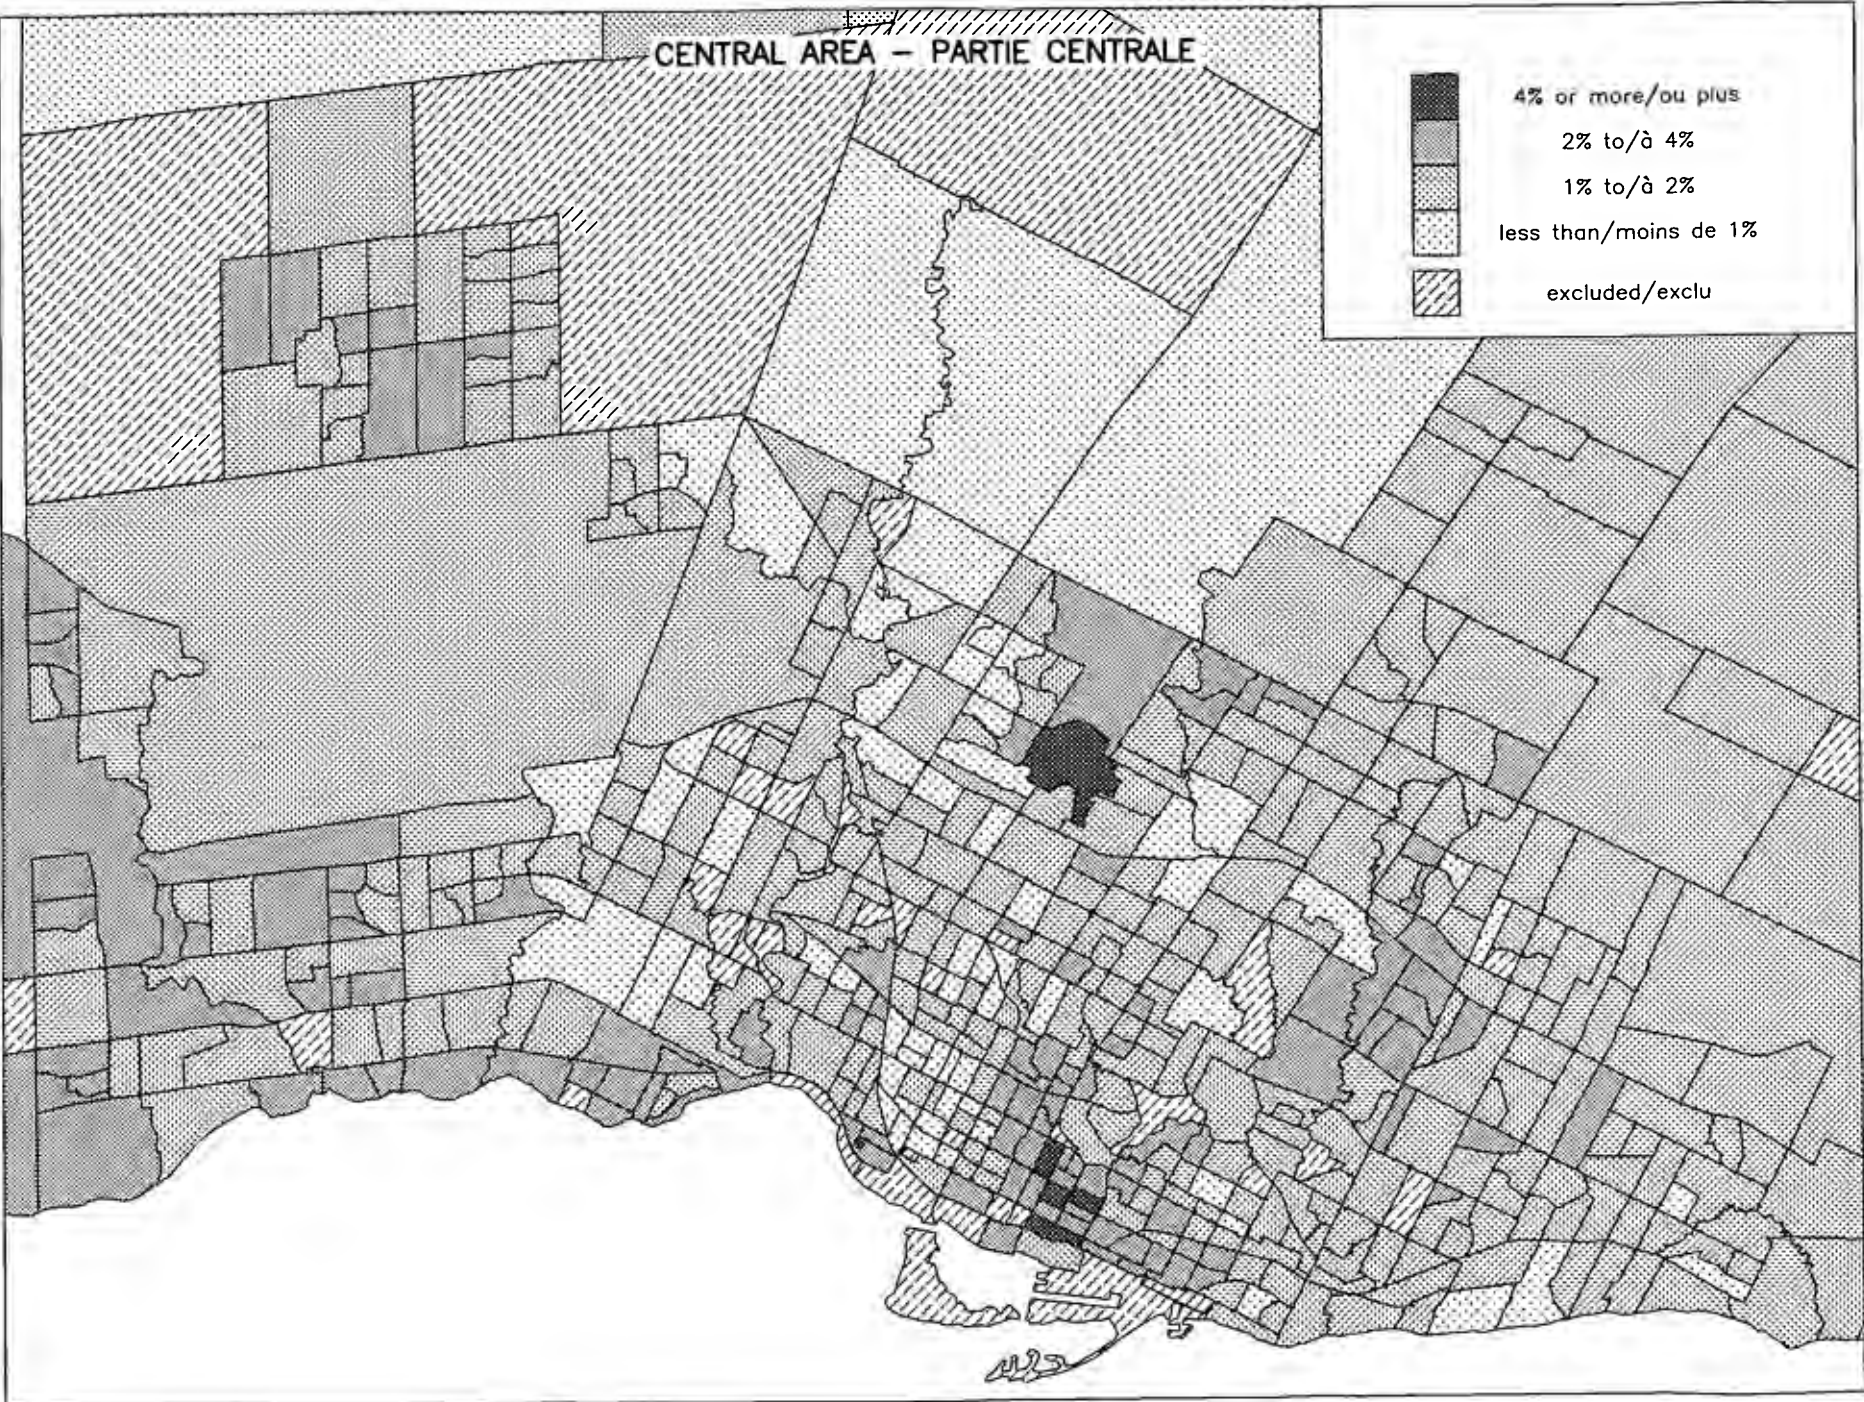 CENTRAL AREA – PARTIE CENTRALE
4% or more/ou plus
2% to/à 4%
1% to/à 2%
less than/moins de 1%
excluded/exclu